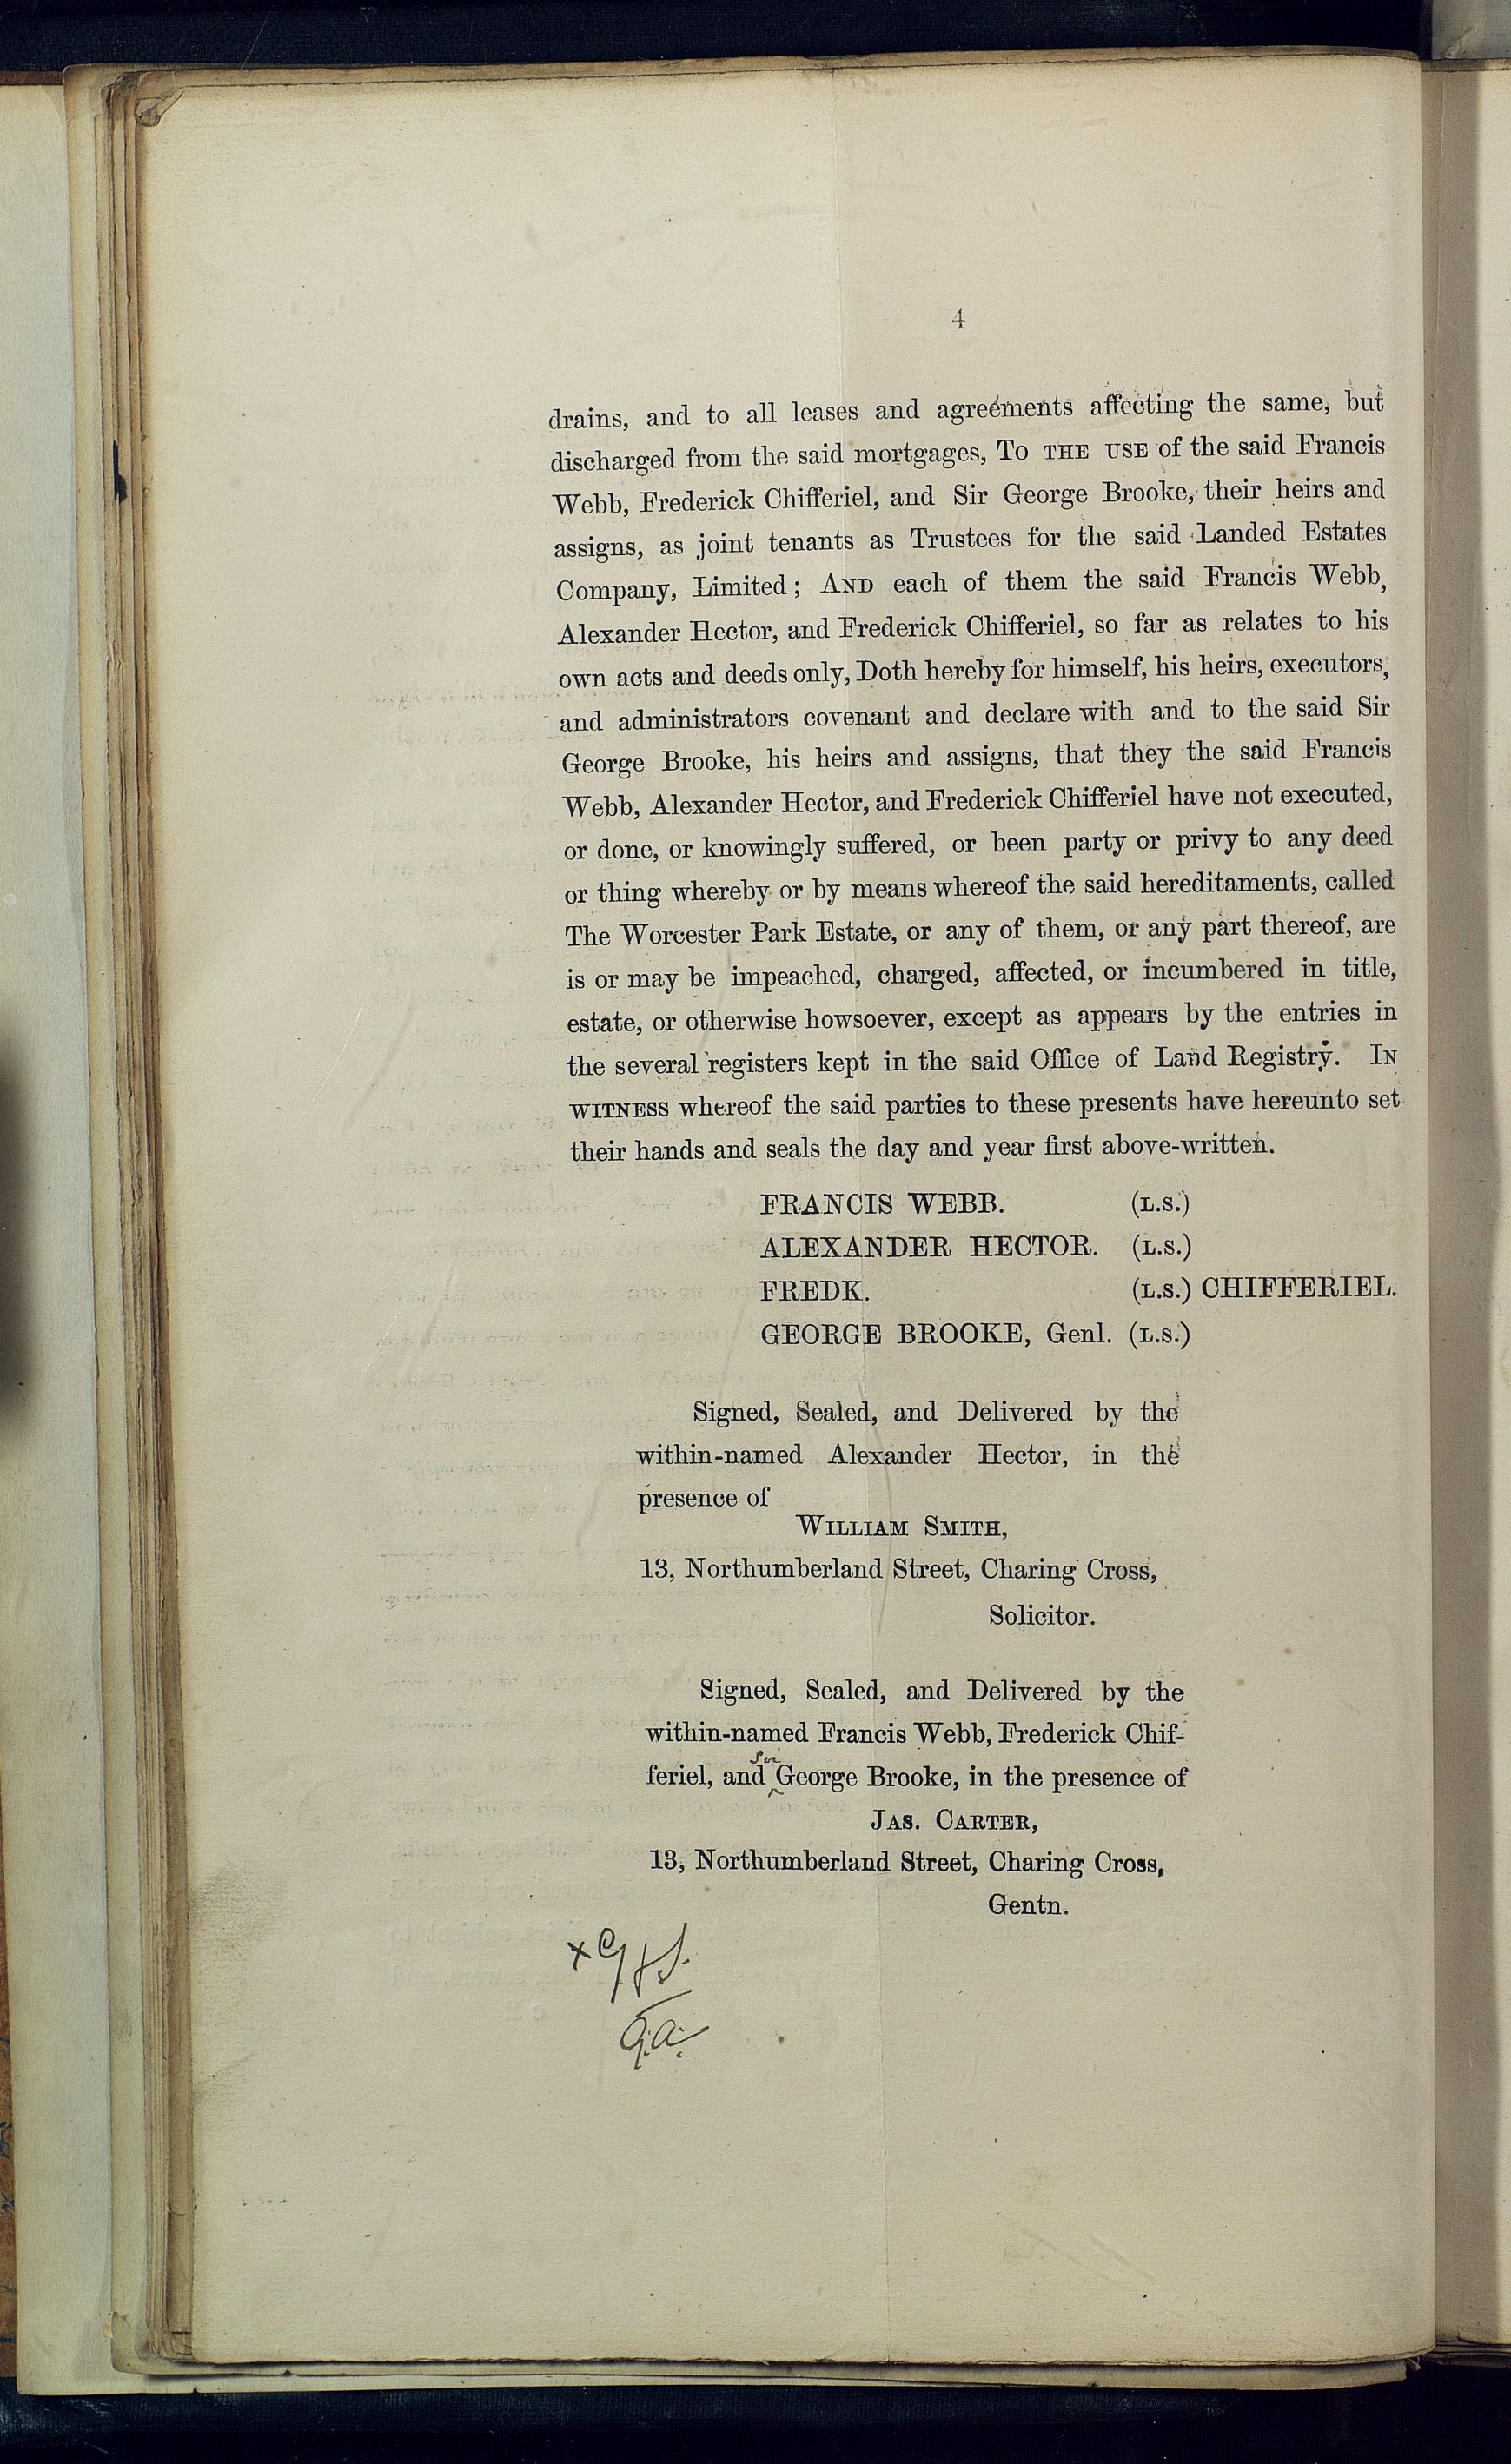 4
drains, and to all leases and agreements affecting the same, but
discharged from the said mortgages, To THE USE of the said Francis
Webb, Frederick Chifferiel, and Sir George Brooke, their heirs and
assigns, as joint tenants as Trustees for the said Landed Estates
Company, Limited; AND each of them the said Francis Webb,
Alexander Hector, and Frederick Chifferiel, so far as relates to his
own acts and deeds only, Doth hereby for himself, his heirs, executors,
and administrators covenant and declare with and to the said Sir
George Brooke, his heirs and assigns, that they the said Francis
Webb, Alexander Hector, and Frederick Chifferiel have not executed,
or done, or knowingly suffered, or been party or privy to any deed
or thing whereby or by means whereof the said hereditaments, called
The Worcester Park Estate, or any of them, or any part thereof, are
is or may be impeached, charged, affected, or incumbered in title,
estate, or otherwise howsoever, except as appears by the entries in
the several registers kept in the said Office of Land Registry. IN
WITNESS whereof the said parties to these presents have hereunto set
their hands and seals the day and year first above-written.
FRANCIS WEBB. (L.S.)
ALEXANDER HECTOR. (L.S.)
FREDK. (L.S.) CHIFFERIEL.
GEORGE BROOKE, Genl. (L.S.)
Signed, Sealed, and Delivered by the
within-named Alexander Hector, in the
presence of
WILLIAM SMITH,
13, Northumberland Street, Charing Cross,
Solicitor.
Signed, Sealed, and Delivered by the
within-named Francis Webb, Frederick Chif-
Sir
feriel, and George Brooke, in the presence of
JAS. CARTER,
13, Northumberland Street, Charing Cross,
Gentn.